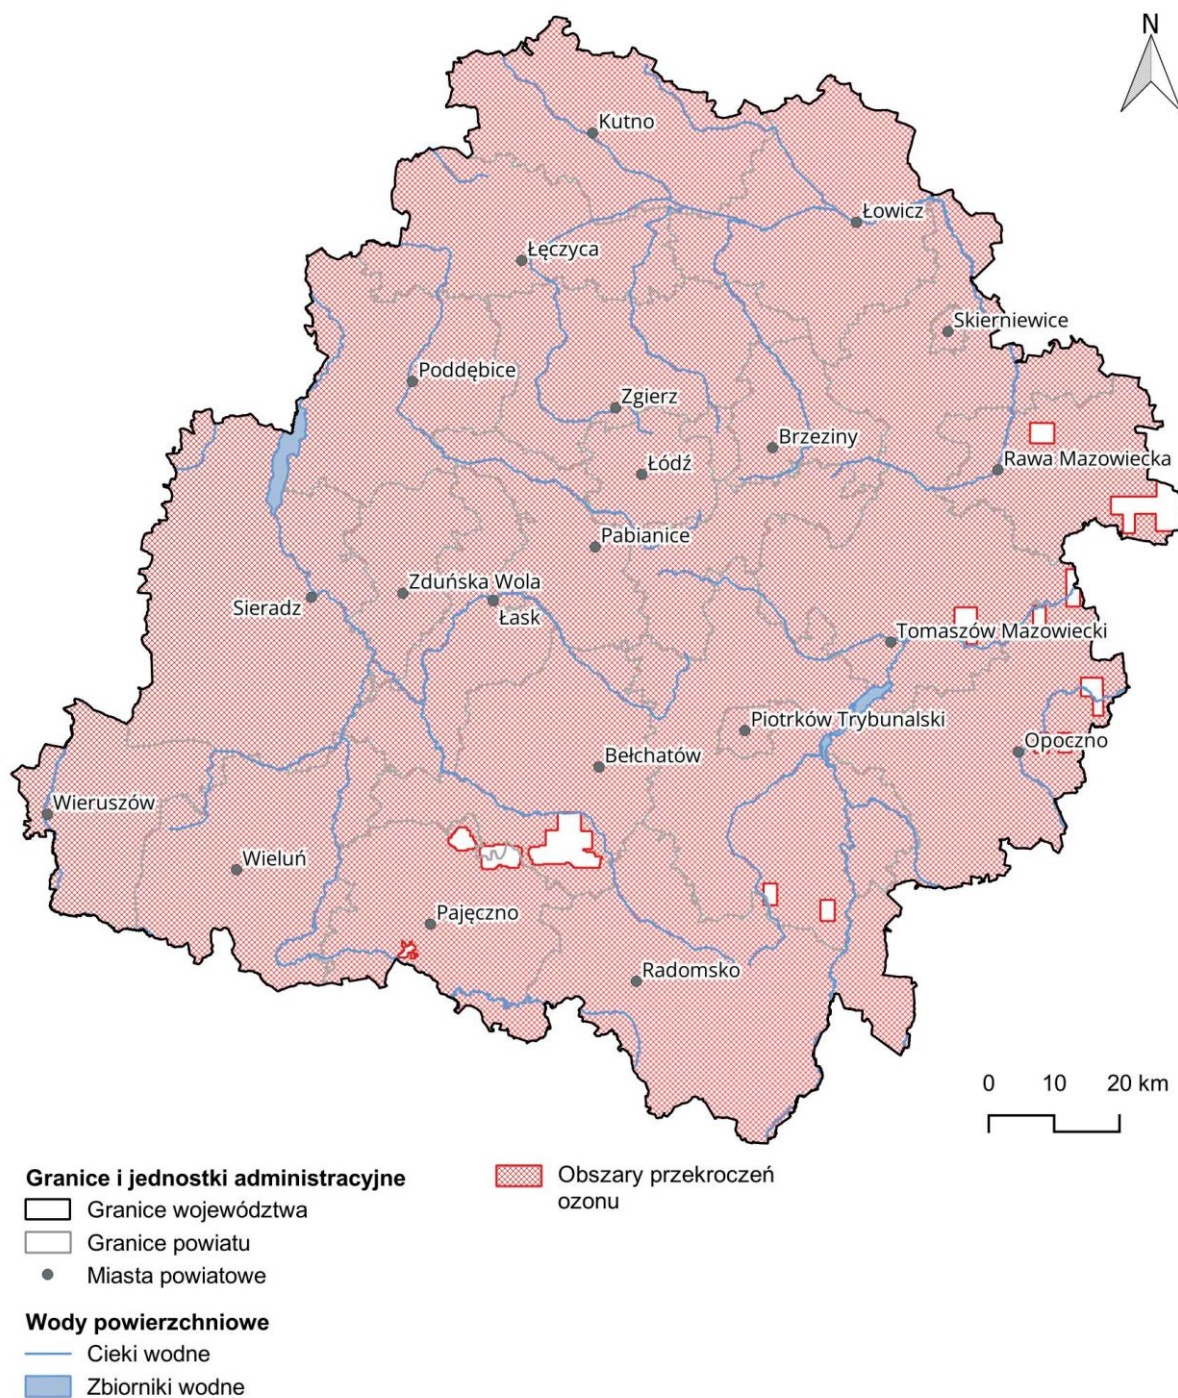 N
Kutno
Łowicz
Łęczyca
Skierniewice
Poddębice
Zgierz
Brzeziny
Łódź
Rawa Mazowiecka
Pabianice
Zduńska Wola
Sieradz
Łask
Tomaszów Mazowiecki
Piotrków Trybunalski
Opoczno
Bełchatów
Wieruszów
Wieluń
Pajęczno
Radomsko
0 10 20 km
Granice i jednostki administracyjne
Granice województwa
Granice powiatu
Miasta powiatowe
Wody powierzchniowe
Cieki wodne
Zbiorniki wodne
Obszary przekroczeń
ozonu